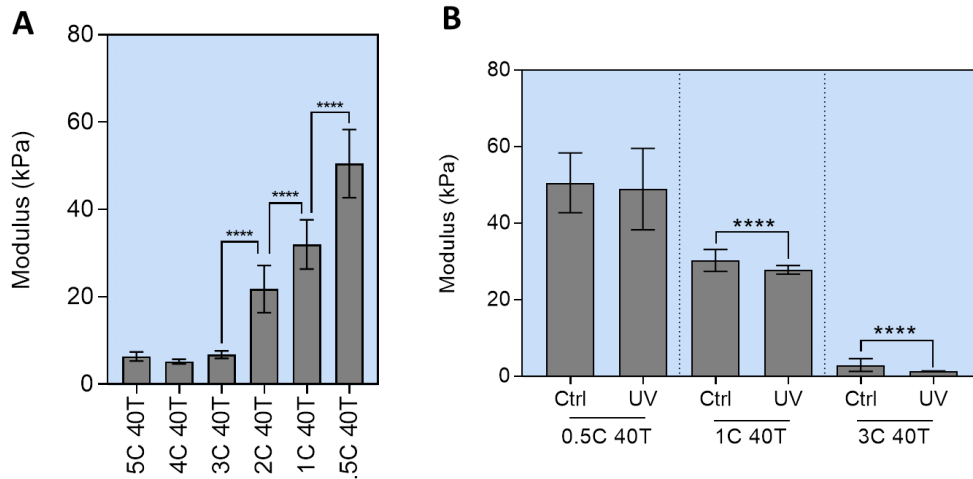 A
Modulus (kPa)
80
60
40
20
0
****
****
****
5C 40T
4C 40T
3C 40T
2C 40T
1C 40T
.5C 40T
B
Modulus (kPa)
80
60
40
20
0
****
****
Ctrl UV Ctrl UV Ctrl UV
0.5C 40T 1C 40T 3C 40T